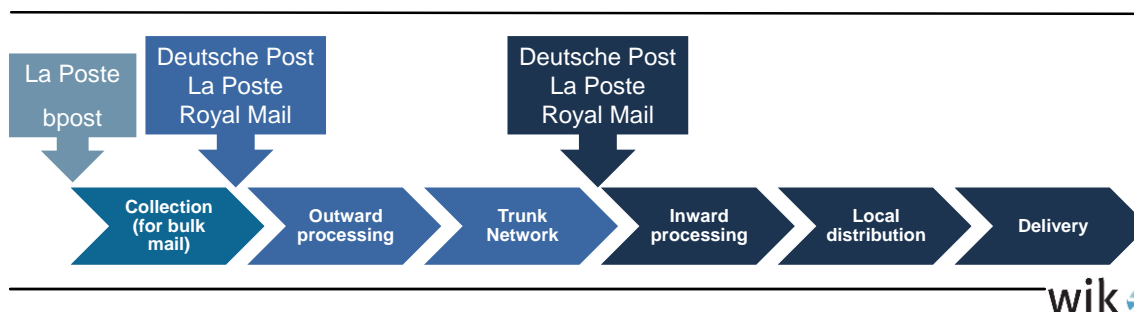 La Poste
bpost
Deutsche Post
La Poste
Royal Mail
Deutsche Post
La Poste
Royal Mail
Collection
(for bulk
mail)
Outward
processing
Trunk
Network
Inward
processing
Local
distribution
Delivery
wik